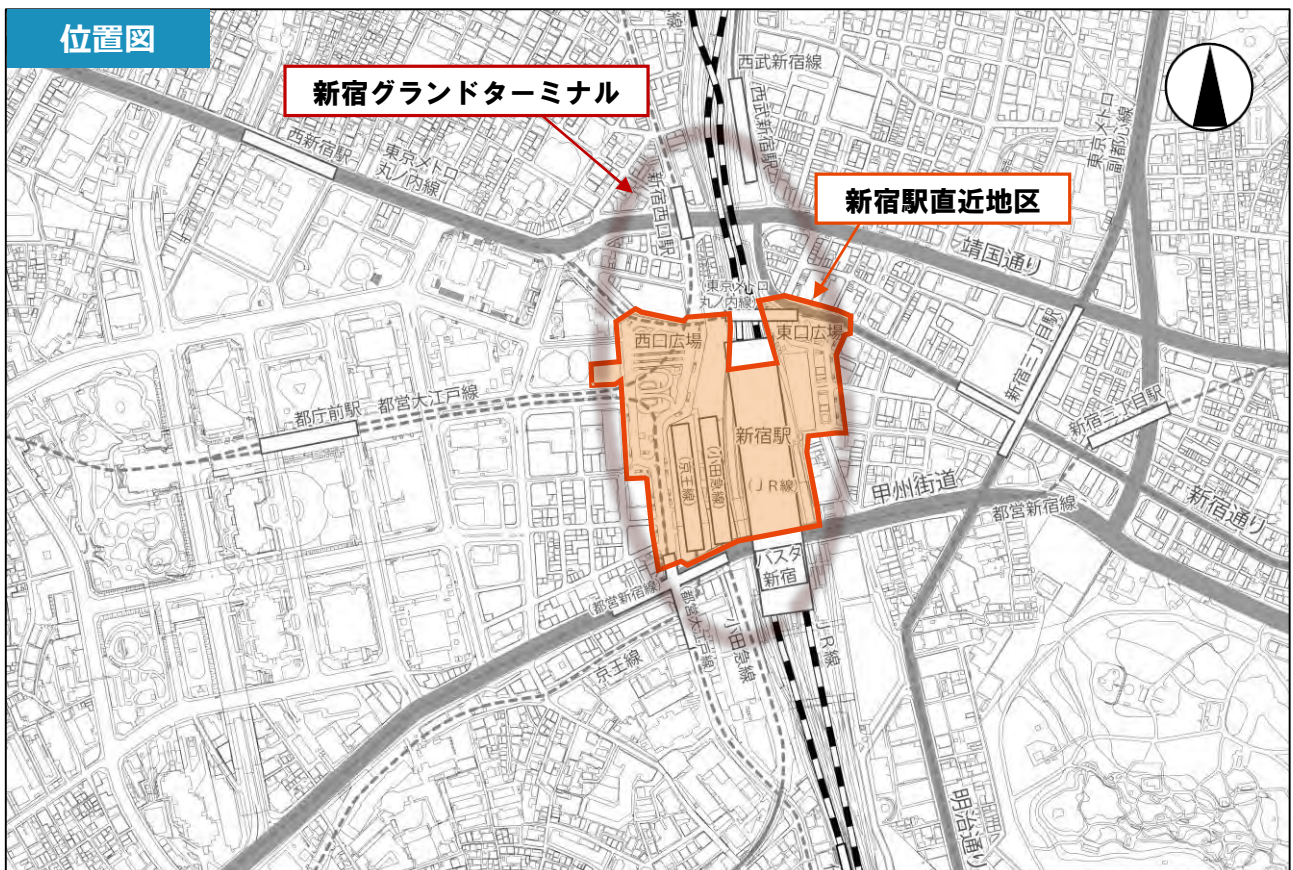 位置図
西武新宿線
新宿グランドターミナル
西武新宿駅
東京メトロ
副都心線
西新宿駅
東京メトロ
丸ノ内線
新宿西口駅
新宿駅直近地区
靖国通り
東京メトロ
丸ノ内線
西口広場
東口広場
新宿三丁目駅
新宿三丁目駅
都庁前駅
都営大江戸線
新宿駅
(京王線)
(小田急線)
(JR線)
甲州街道
都営新宿線
新宿通り
バスタ
新宿
都営新宿線
都営大江戸線
小田急線
JR線
京王線
明治通り